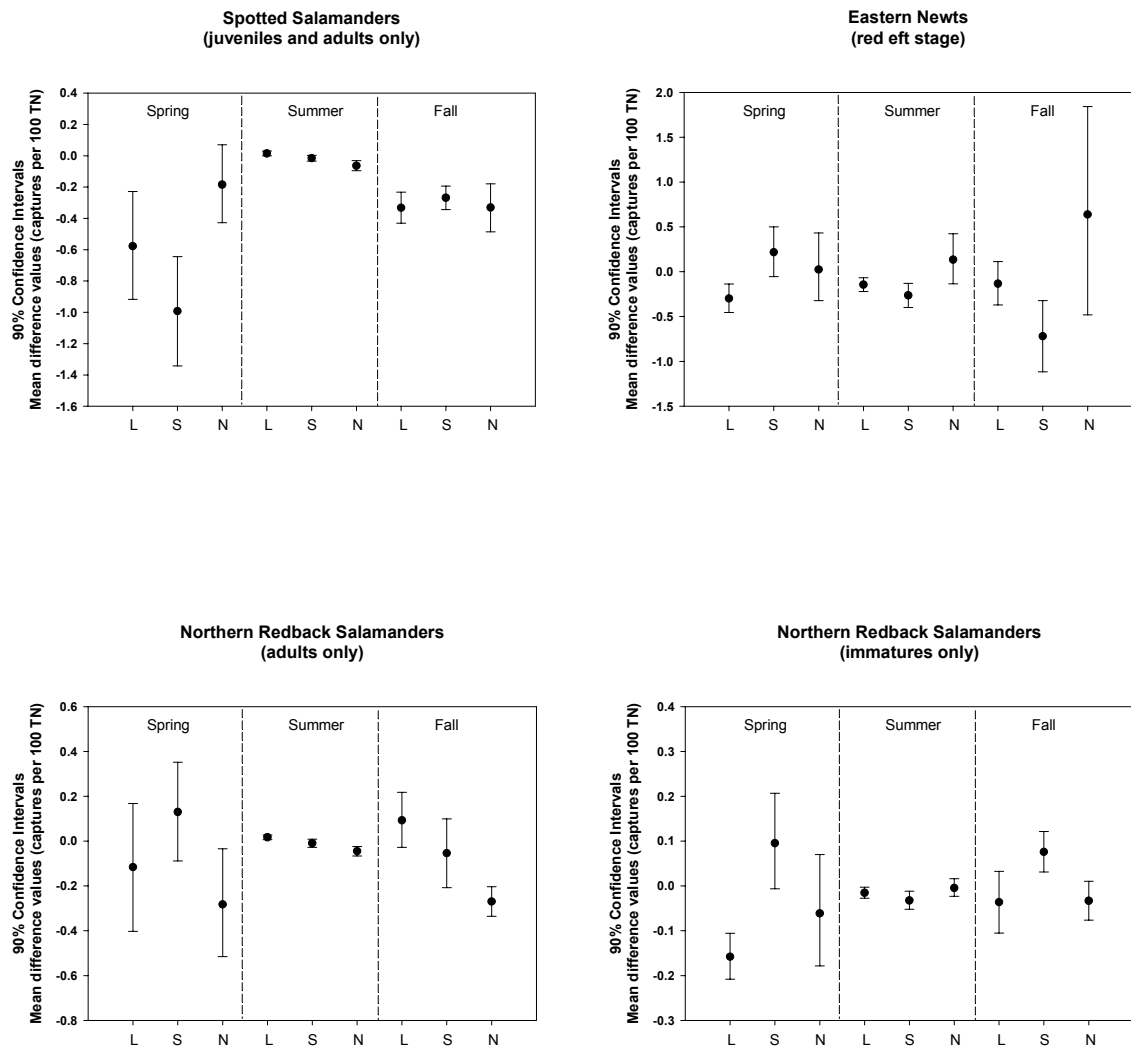 Spotted Salamanders
(juveniles and adults only)
90% Confidence Intervals
Mean difference values (captures per 100 TN)
0.4
0.2
0.0
-0.2
-0.4
-0.6
-0.8
-1.0
-1.2
-1.4
-1.6
Spring Summer Fall
L S N L S N L S N
Eastern Newts
(red eft stage)
90% Confidence Intervals
Mean difference values (captures per 100 TN)
2.0
1.5
1.0
0.5
0.0
-0.5
-1.0
-1.5
Spring Summer Fall
L S N L S N L S N
Northern Redback Salamanders
(adults only)
90% Confidence Intervals
Mean difference values (captures per 100 TN)
0.6
0.4
0.2
0.0
-0.2
-0.4
-0.6
-0.8
Spring Summer Fall
L S N L S N L S N
Northern Redback Salamanders
(immatures only)
90% Confidence Intervals
Mean difference values (captures per 100 TN)
0.4
0.3
0.2
0.1
0.0
-0.1
-0.2
-0.3
Spring Summer Fall
L S N L S N L S N